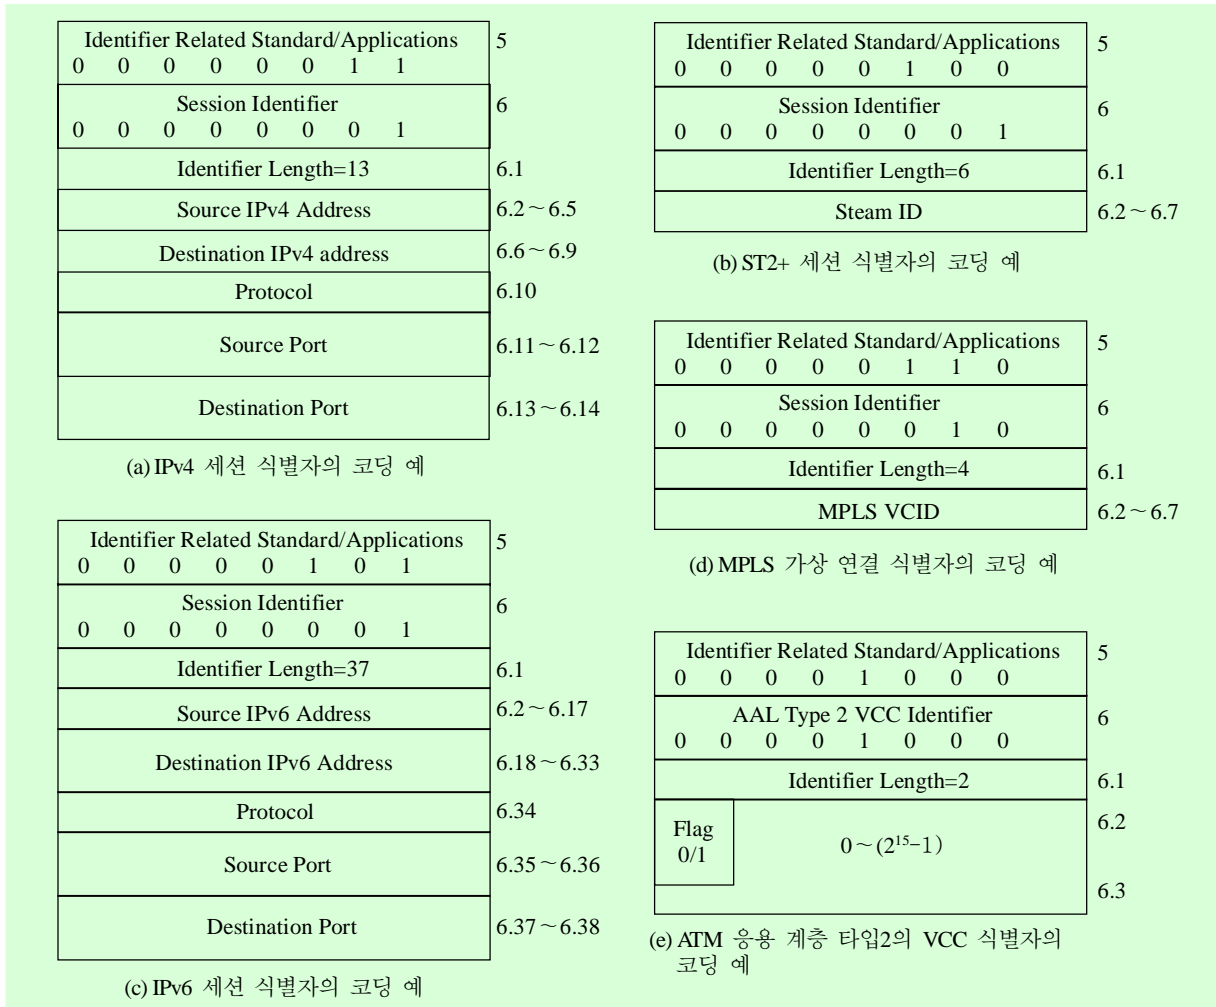 Identifier Related Standard/Applications 5
0 0 0 0 0 0 1 1
Session Identifier 6
0 0 0 0 0 0 0 1
Identifier Length=13 6.1
Source IPv4 Address 6.2～6.5
Destination IPv4 address 6.6～6.9
Protocol 6.10
Source Port 6.11～6.12
Destination Port 6.13～6.14
(a) IPv4 세션 식별자의 코딩 예
Identifier Related Standard/Applications 5
0 0 0 0 0 1 0 0
Session Identifier 6
0 0 0 0 0 0 0 1
Identifier Length=6 6.1
Steam ID 6.2～6.7
(b) ST2+ 세션 식별자의 코딩 예
Identifier Related Standard/Applications 5
0 0 0 0 0 1 0 1
Session Identifier 6
0 0 0 0 0 0 0 1
Identifier Length=37 6.1
Source IPv6 Address 6.2～6.17
Destination IPv6 Address 6.18～6.33
Protocol 6.34
Source Port 6.35～6.36
Destination Port 6.37～6.38
(c) IPv6 세션 식별자의 코딩 예
Identifier Related Standard/Applications 5
0 0 0 0 0 1 1 0
Session Identifier 6
0 0 0 0 0 0 1 0
Identifier Length=4 6.1
MPLS VCID 6.2～6.7
(d) MPLS 가상 연결 식별자의 코딩 예
Identifier Related Standard/Applications 5
0 0 0 0 1 0 0 0
AAL Type 2 VCC Identifier 6
0 0 0 0 1 0 0 0
Identifier Length=2 6.1
6.2
Flag
0/1 0～(2¹⁵-1)
6.3
(e) ATM 응용 계층 타입2의 VCC 식별자의
코딩 예